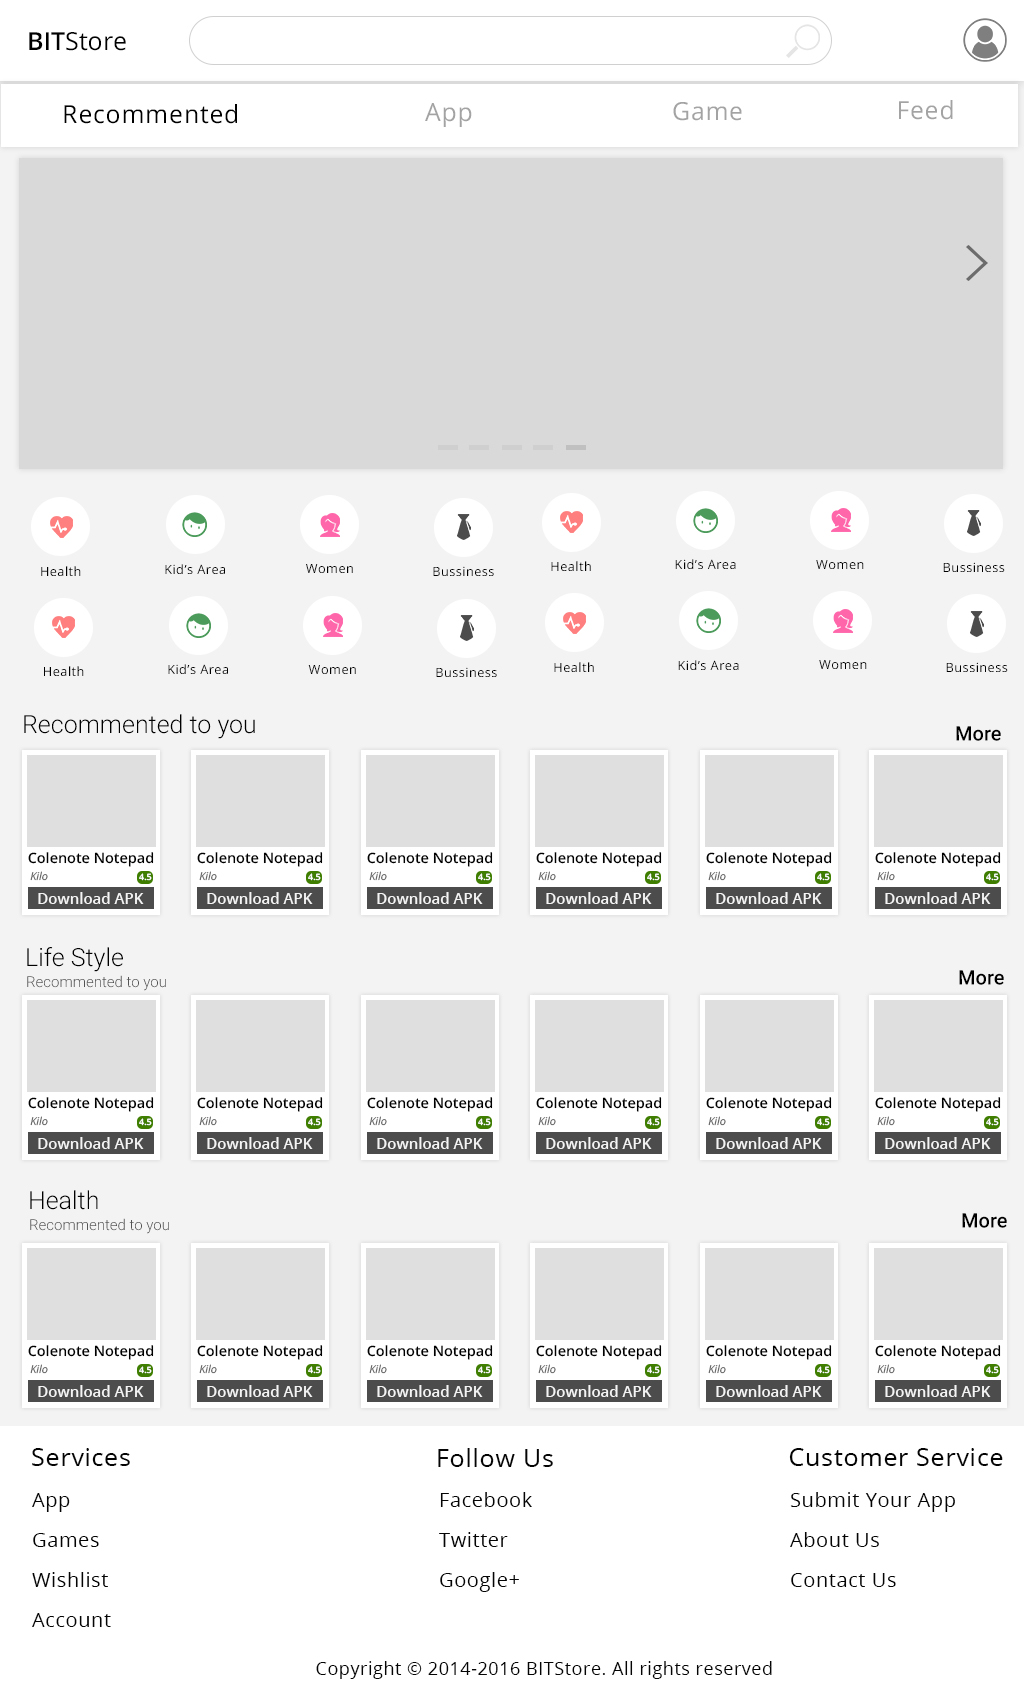 BITStore
Recommented App Game Feed
Health Kid's Area Women Bussiness Health Kid's Area Women Bussiness
Health Kid's Area Women Bussiness Health Kid's Area Women Bussiness
Recommented to you More
Colenote Notepad Colenote Notepad Colenote Notepad Colenote Notepad Colenote Notepad Colenote Notepad
Kilo 4.5 Kilo 4.5 Kilo 4.5 Kilo 4.5 Kilo 4.5 Kilo 4.5
Download APK Download APK Download APK Download APK Download APK Download APK
Life Style
Recommented to you More
Colenote Notepad Colenote Notepad Colenote Notepad Colenote Notepad Colenote Notepad Colenote Notepad
Kilo 4.5 Kilo 4.5 Kilo 4.5 Kilo 4.5 Kilo 4.5 Kilo 4.5
Download APK Download APK Download APK Download APK Download APK Download APK
Health
Recommented to you More
Colenote Notepad Colenote Notepad Colenote Notepad Colenote Notepad Colenote Notepad Colenote Notepad
Kilo 4.5 Kilo 4.5 Kilo 4.5 Kilo 4.5 Kilo 4.5 Kilo 4.5
Download APK Download APK Download APK Download APK Download APK Download APK
Services Follow Us Customer Service
App Facebook Submit Your App
Games Twitter About Us
Wishlist Google+ Contact Us
Account
Copyright © 2014-2016 BITStore. All rights reserved